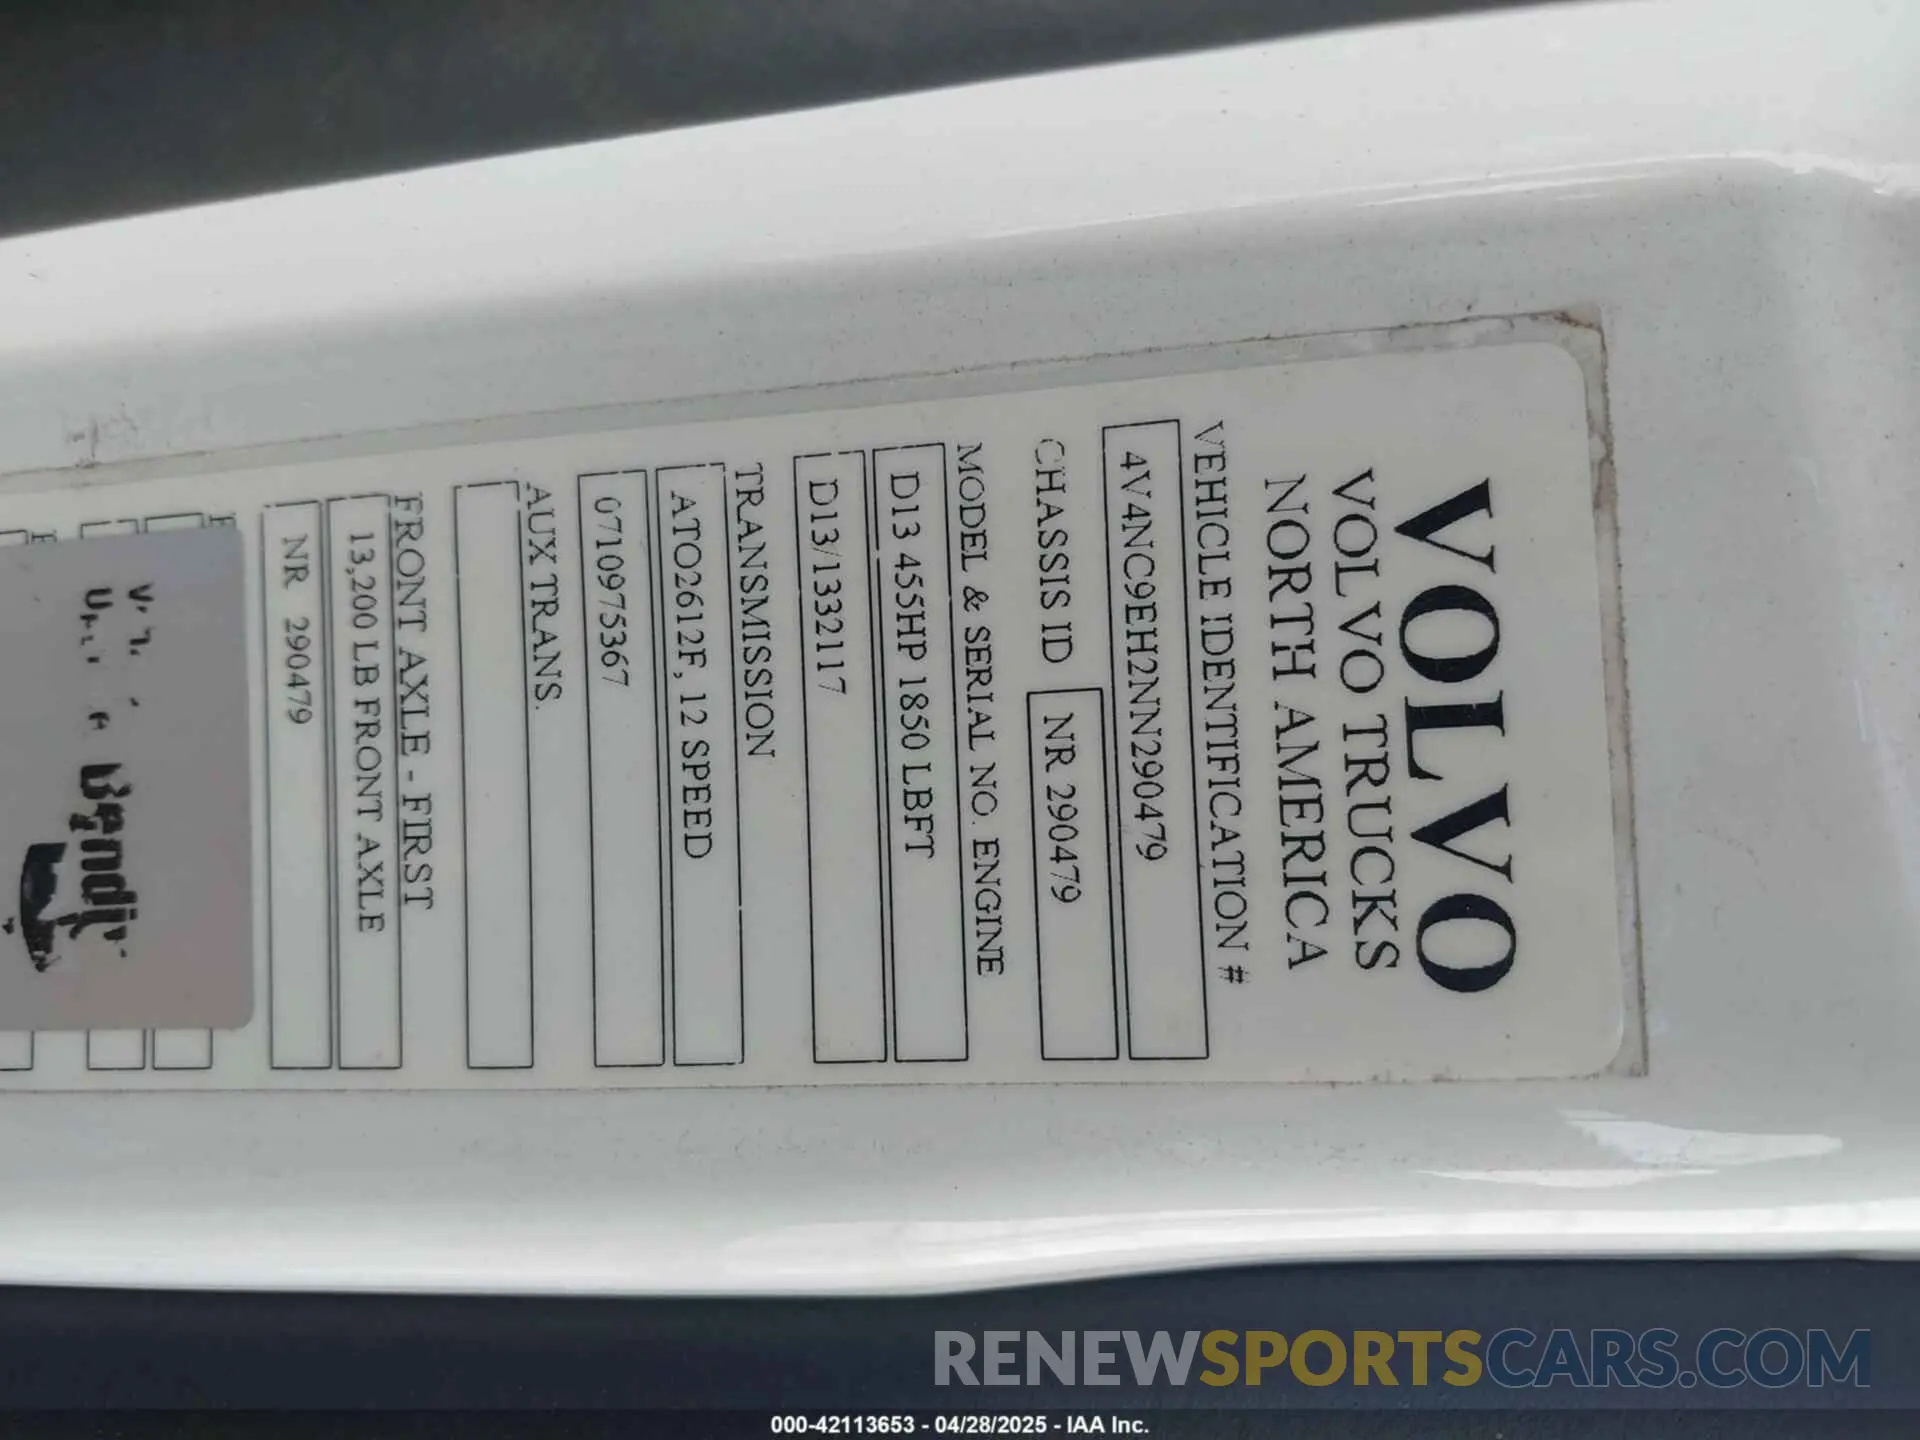 VOLVO
VOLVO TRUCKS
NORTH AMERICA
VEHICLE IDENTIFICATION #
4V4NC9EH2NN290479
CHASSIS ID NR 290479
MODEL & SERIAL NO. ENGINE
D13 455HP 1850 LBFT
D13/1332117
TRANSMISSION
ATO2612F, 12 SPEED
0710975367
AUX TRANS.
FRONT AXLE - FIRST
13,200 LB FRONT AXLE
NR 290479
RENEWSPORTSCARS.COM
000-42113653 - 04/28/2025 - IAA Inc.